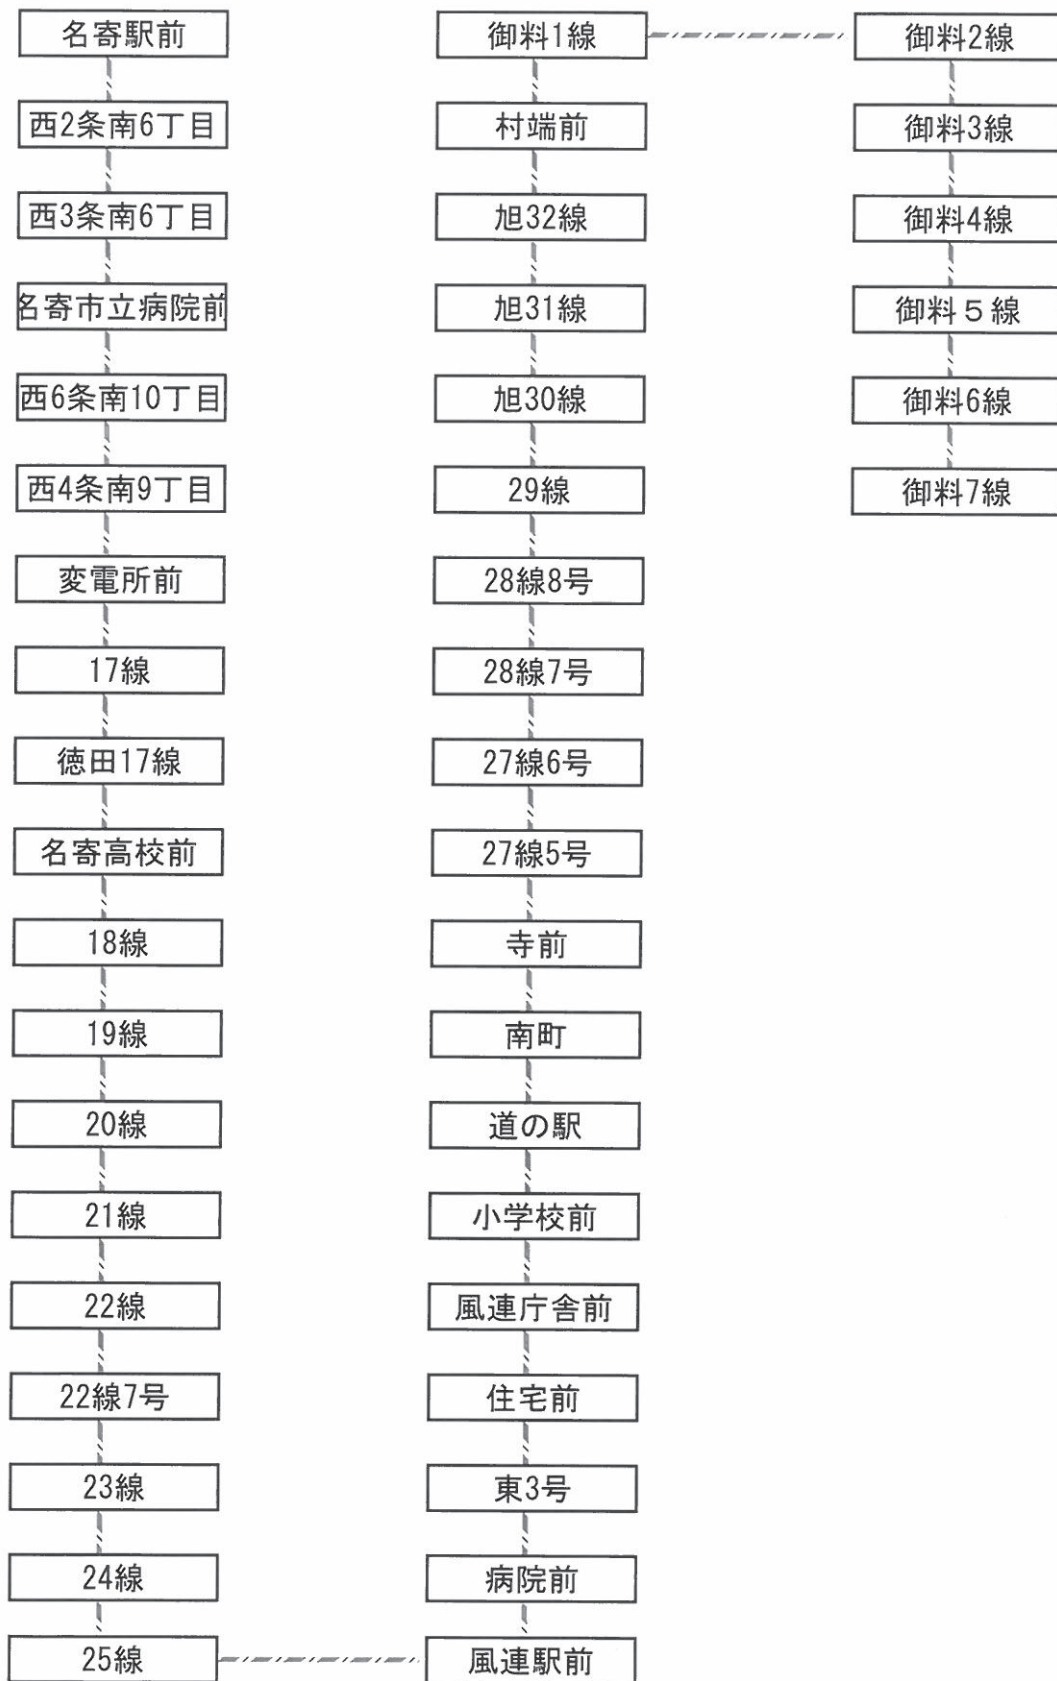 名寄駅前
西2条南6丁目
西3条南6丁目
名寄市立病院前
西6条南10丁目
西4条南9丁目
変電所前
17線
徳田17線
名寄高校前
18線
19線
20線
21線
22線
22線7号
23線
24線
25線
御料1線
村端前
旭32線
旭31線
旭30線
29線
28線8号
28線7号
27線6号
27線5号
寺前
南町
道の駅
小学校前
風連庁舎前
住宅前
東3号
病院前
風連駅前
御料2線
御料3線
御料4線
御料５線
御料6線
御料7線